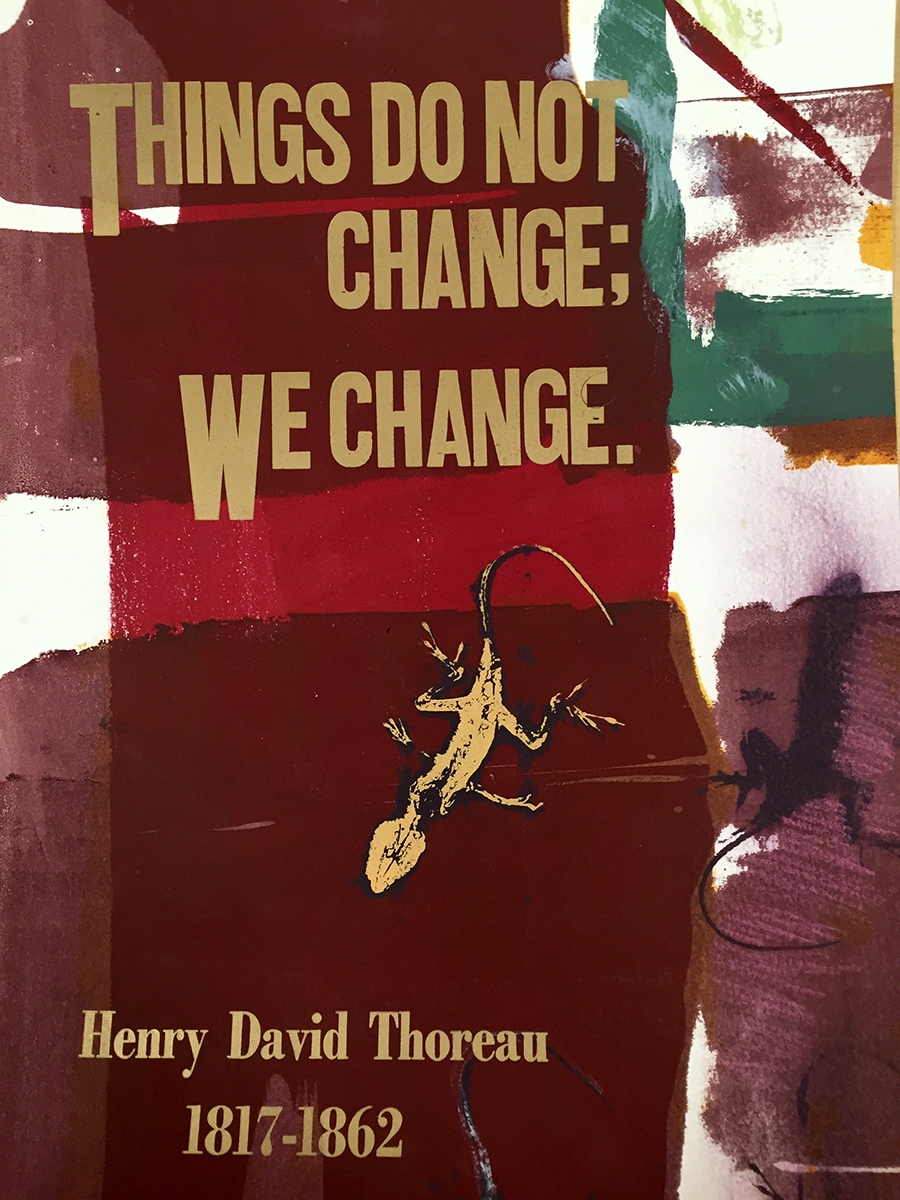 THINGS DO NOT
CHANGE;
WE CHANGE.
Henry David Thoreau
1817-1862